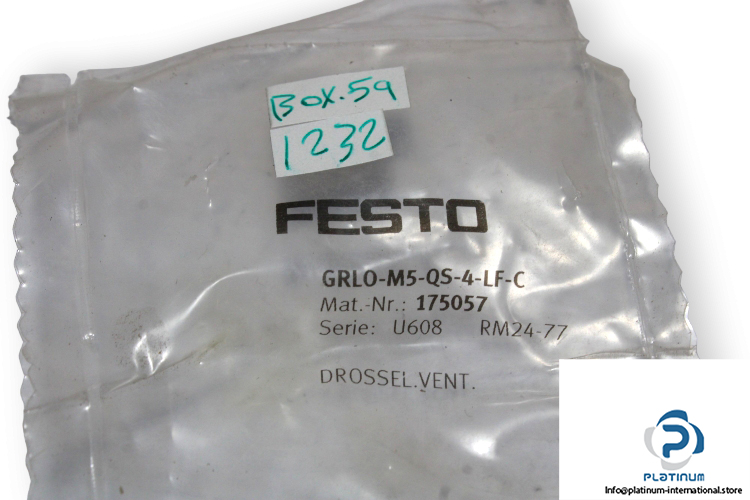 Box.59
1232
FESTO
GRLO-M5-QS-4-LF-C
Mat.-Nr.: 175057
Serie: U608 RM24-77
DROSSEL.VENT.
PLATINUM
Info@platinum-international.store